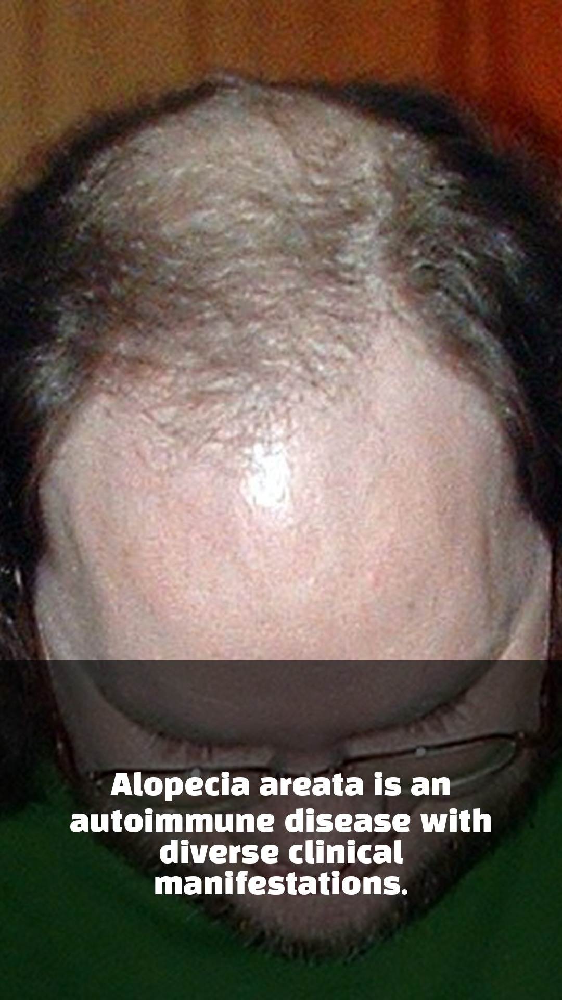 Alopecia areata is an
autoimmune disease with
diverse clinical
manifestations.